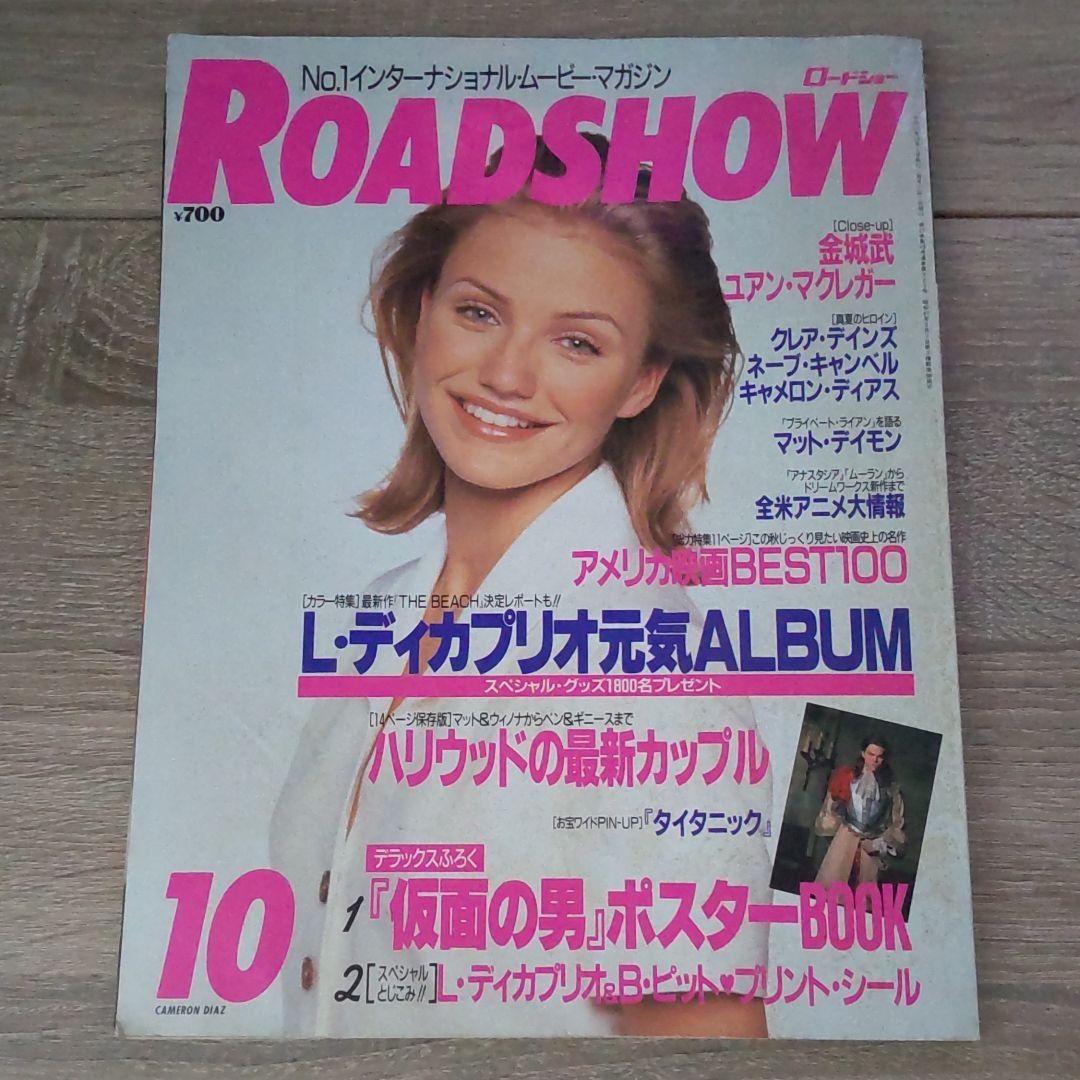 No.1インターナショナル・ムービー・マガジン
ロードショー
ROADSHOW
¥700
[Close-up]
金城武
ユアン・マクレガー
[真夏のヒロイン]
クレア・デインズ
ネーブ・キャンベル
キャメロン・ディアス
「プライベート・ライアン」を語る
マット・デイモン
「アナスタシア」「ムーラン」から
ドリームワークス新作まで
全米アニメ大情報
[総力特集11ページ]この秋じっくり見たい映画史上の名作
アメリカ映画BEST100
[カラー特集]最新作「THE BEACH」決定レポートも!!
L・ディカプリオ元気ALBUM
スペシャル・グッズ1800名プレゼント
[14ページ保存版]マット&ウィノナからベン&ギニースまで
ハリウッドの最新カップル
[お宝ワイドPIN-UP]『タイタニック』
デラックスふろく
1『仮面の男』ポスターBOOK
2[スペシャルとじこみ!!]L・ディカプリオ&B・ピット♥プリント・シール
10
CAMERON DIAZ